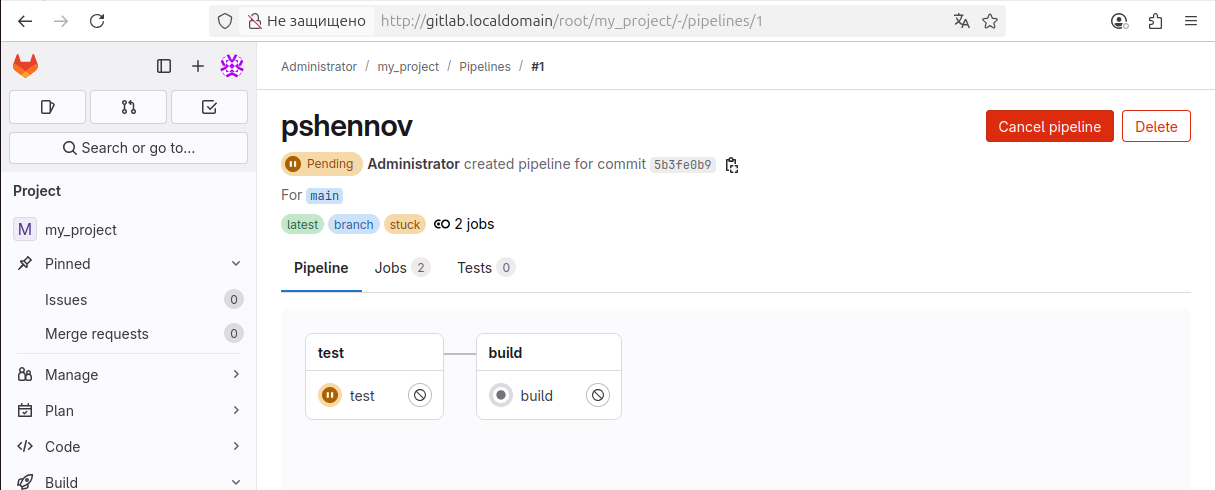 Не защищено http://gitlab.localdomain/root/my_project/-/pipelines/1
Administrator / my_project / Pipelines / #1
Search or go to...
Project
M my_project
Pinned
Issues 0
Merge requests 0
Manage
Plan
Code
Build
pshennov
Cancel pipeline Delete
Pending Administrator created pipeline for commit 5b3fe0b9
For main
latest branch stuck 2 jobs
Pipeline Jobs 2 Tests 0
test build
test build